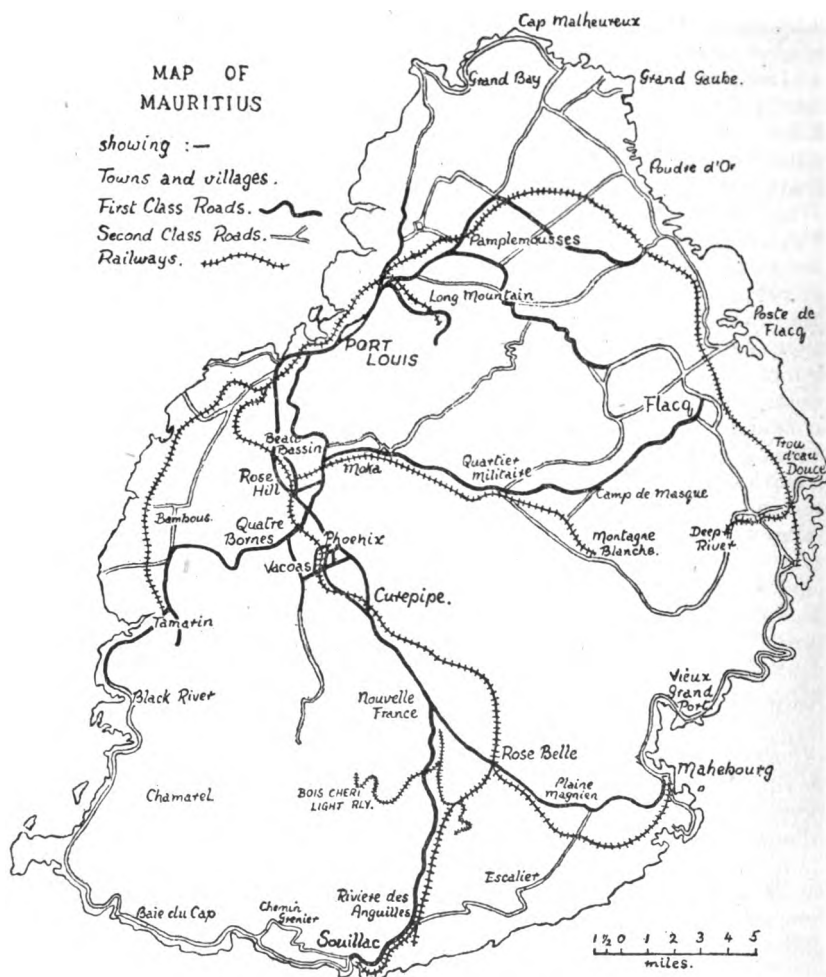 MAP OF
MAURITIUS
showing :—
Towns and villages.
First Class Roads.
Second Class Roads.
Railways.
Cap Malheureux
Grand Bay
Grand Gaube.
Poudre d'Or
Pamplemousses
Long Mountain
Poste de
Flacq
PORT
LOUIS
Flacq
Beau
Bassin
Trou
d'eau
Douce
Rose
Hill
Moka
Quartier
Militaire
Camp de Masque
Bambous.
Quatre
Bornes
Phoenix
Montagne
Blanche.
Deep
River
Vacoas
Curepipe.
Tamarin
Black River
Nouvelle
France
Vieux
Grand
Port
Rose Belle
Mahebourg
Chamarel
BOIS CHERI
LIGHT RLY.
Plaine
Magnien
Escalier
Riviere des
Anguilles
Baie du Cap
Chemin
Grenier
Souillac
1 ½ 0 1 2 3 4 5
miles.